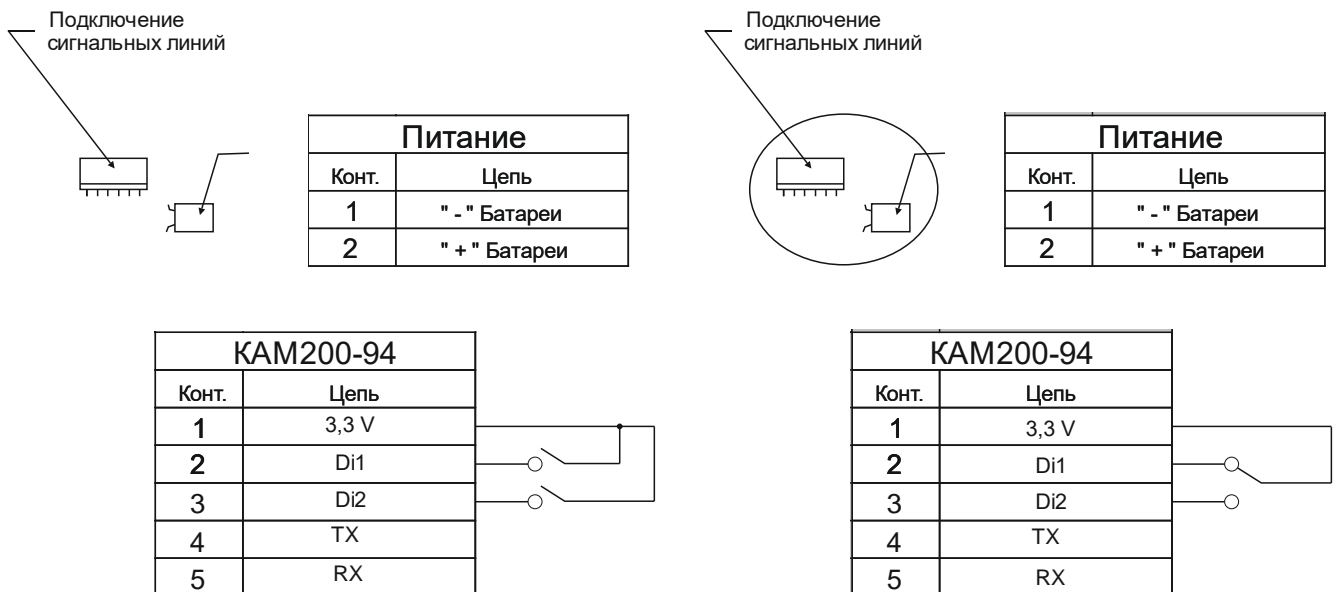 Подключение
сигнальных линий
Питание
Конт. Цепь
1 " - " Батареи
2 " + " Батареи
КАМ200-94
Конт. Цепь
1 3,3 V
2 Di1
3 Di2
4 TX
5 RX
Подключение
сигнальных линий
Питание
Конт. Цепь
1 " - " Батареи
2 " + " Батареи
КАМ200-94
Конт. Цепь
1 3,3 V
2 Di1
3 Di2
4 TX
5 RX